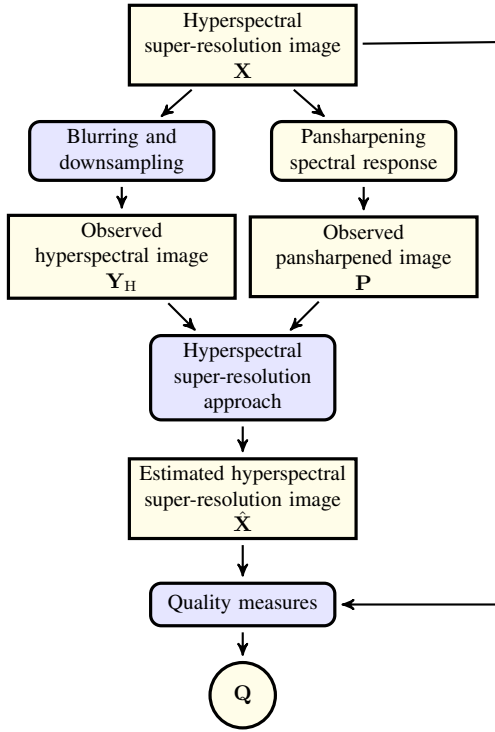 Hyperspectral
super-resolution image
X
Blurring and
downsampling
Pansharpening
spectral response
Observed
hyperspectral image
Y_H
Observed
pansharpened image
P
Hyperspectral
super-resolution
approach
Estimated hyperspectral
super-resolution image
X̂
Quality measures
Q